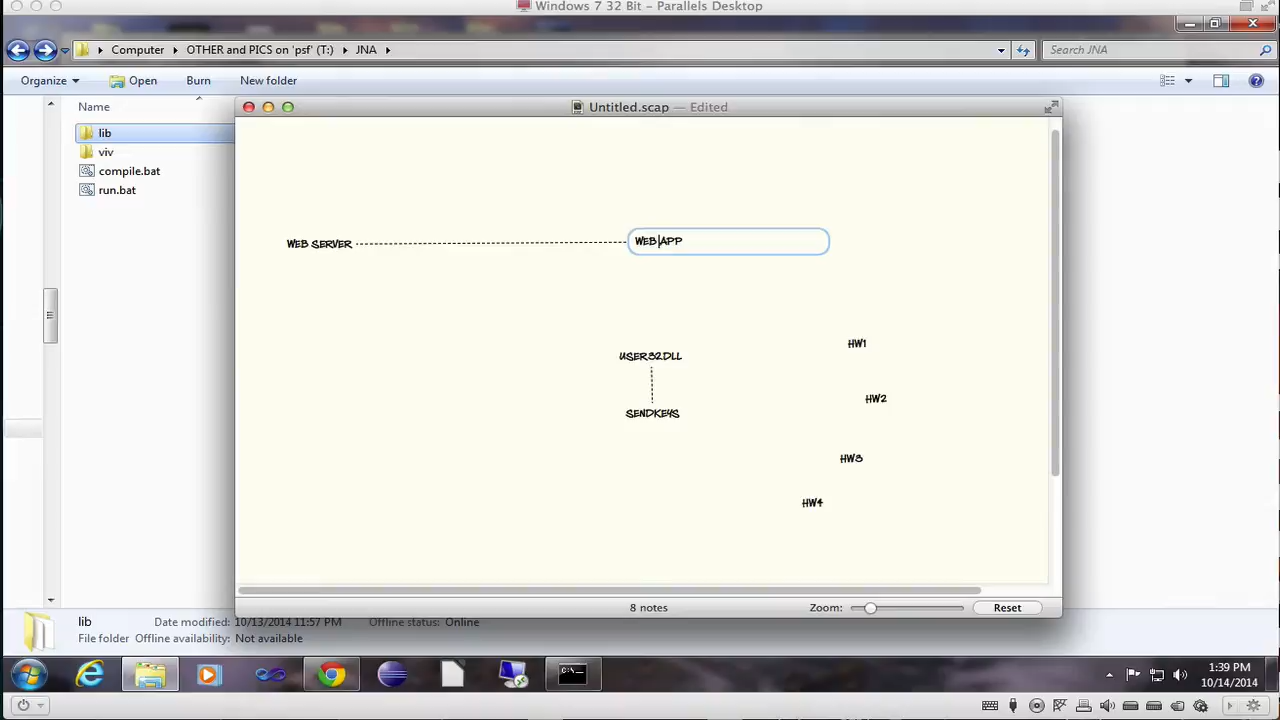 Windows 7 32 Bit - Parallels Desktop
Computer OTHER and PICS on 'psf' (T:) JNA
Search JNA
Organize Open Burn New folder
Name
lib
viv
compile.bat
run.bat
Untitled.scap — Edited
WEB SERVER
WEB APP
USER32DLL
SENDKEYS
HW1
HW2
HW3
HW4
8 notes
Zoom:
Reset
lib Date modified: 10/13/2014 11:57 PM Offline status: Online
File folder Offline availability: Not available
1:39 PM
10/14/2014